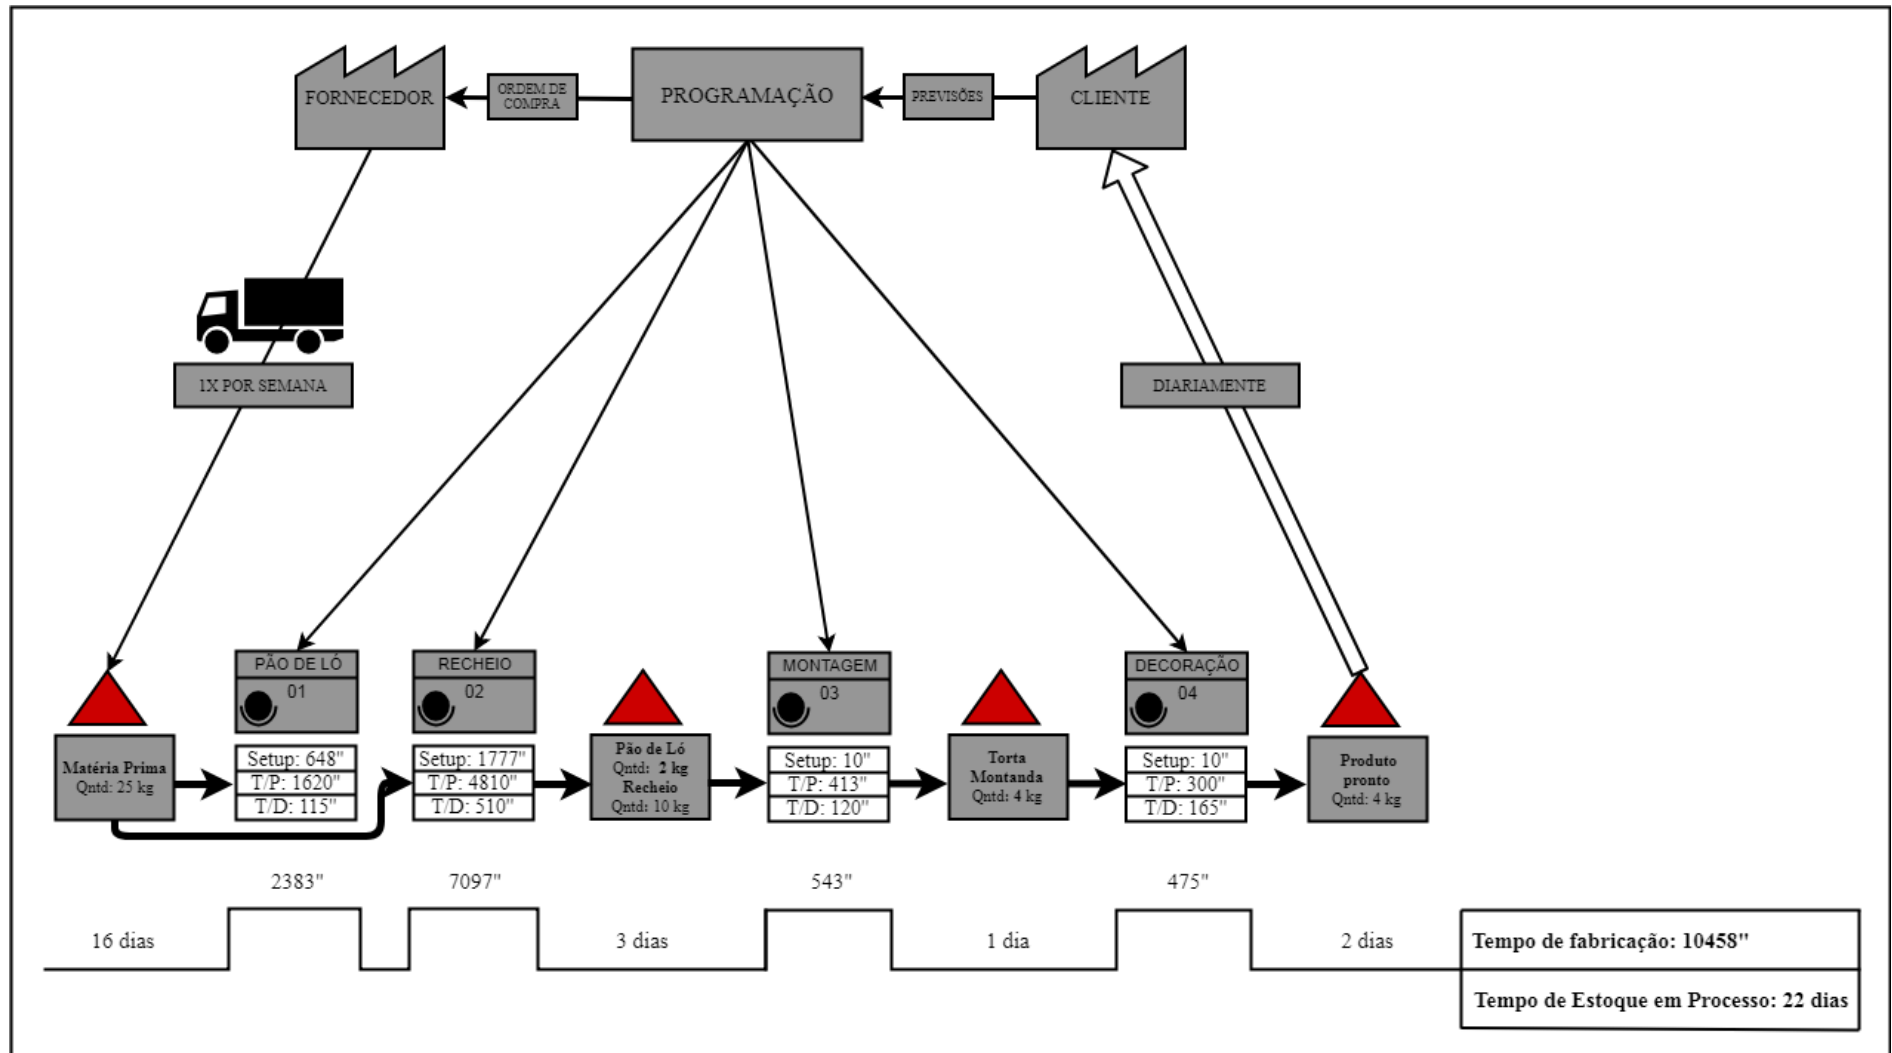 FORNECEDOR
ORDEM DE
COMPRA
PROGRAMAÇÃO
PREVISÕES
CLIENTE
1X POR SEMANA
DIARIAMENTE
PÃO DE LÓ
01
RECHEIO
02
MONTAGEM
03
DECORAÇÃO
04
Matéria Prima
Qntd: 25 kg
Setup: 648"
T/P: 1620"
T/D: 115"
Setup: 1777"
T/P: 4810"
T/D: 510"
Pão de Ló
Qntd: 2 kg
Recheio
Qntd: 10 kg
Setup: 10"
T/P: 413"
T/D: 120"
Torta
Montanda
Qntd: 4 kg
Setup: 10"
T/P: 300"
T/D: 165"
Produto
pronto
Qntd: 4 kg
2383"
7097"
543"
475"
16 dias
3 dias
1 dia
2 dias
Tempo de fabricação: 10458"
Tempo de Estoque em Processo: 22 dias